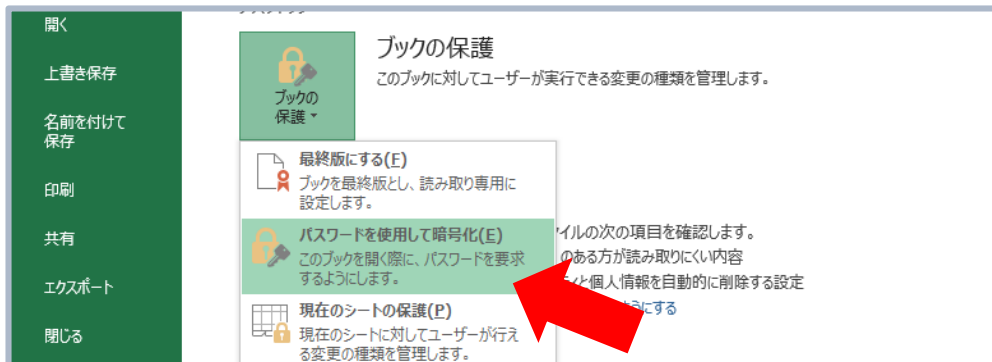 開く
上書き保存
名前を付けて
保存
印刷
共有
エクスポート
閉じる
ブックの
保護
ブックの保護
このブックに対してユーザーが実行できる変更の種類を管理します。
最終版にする(F)
ブックを最終版とし、読み取り専用に
設定します。
パスワードを使用して暗号化(E)
このブックを開く際に、パスワードを要求
するようにします。
現在のシートの保護(P)
現在のシートに対してユーザーが行え
る変更の種類を管理します。
イルの次の項目を確認します。
のある方が読み取りにくい内容
と個人情報を自動的に削除する設定
にする